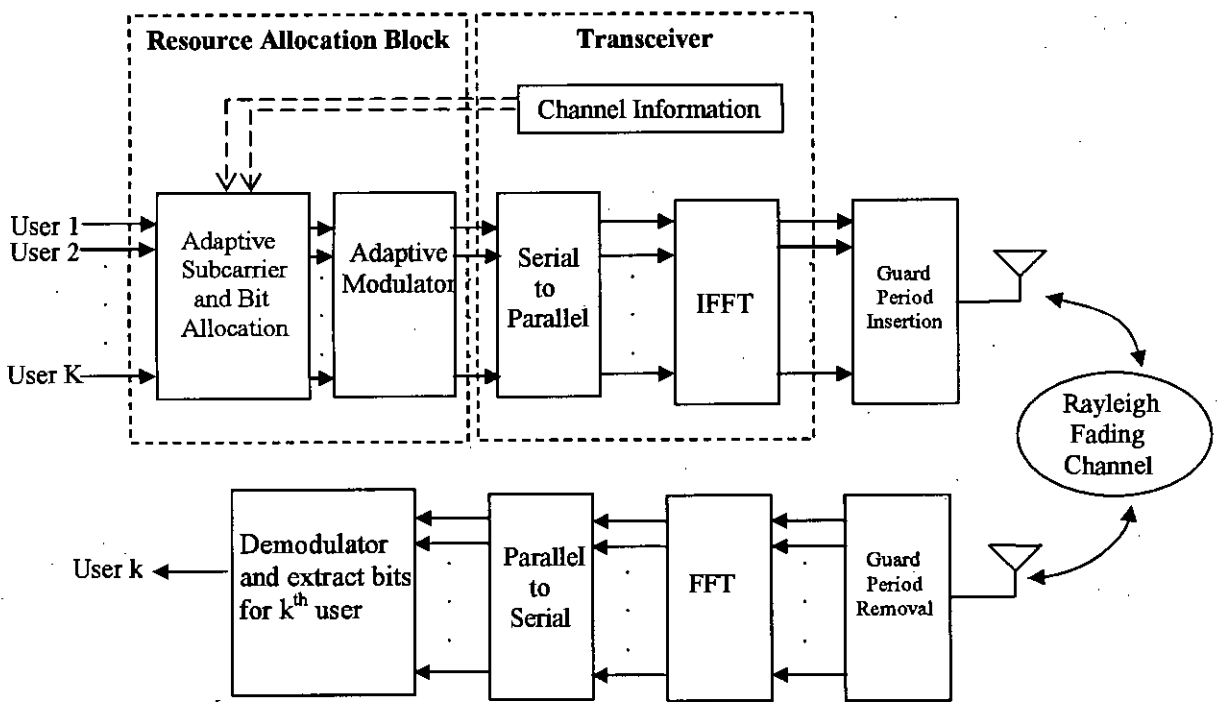 Resource Allocation Block
Transceiver
Channel Information
User 1
User 2
User K
Adaptive
Subcarrier
and Bit
Allocation
Adaptive
Modulator
Serial
to
Parallel
IFFT
Guard
Period
Insertion
Rayleigh
Fading
Channel
User k
Demodulator
and extract bits
for kth user
Parallel
to
Serial
FFT
Guard
Period
Removal